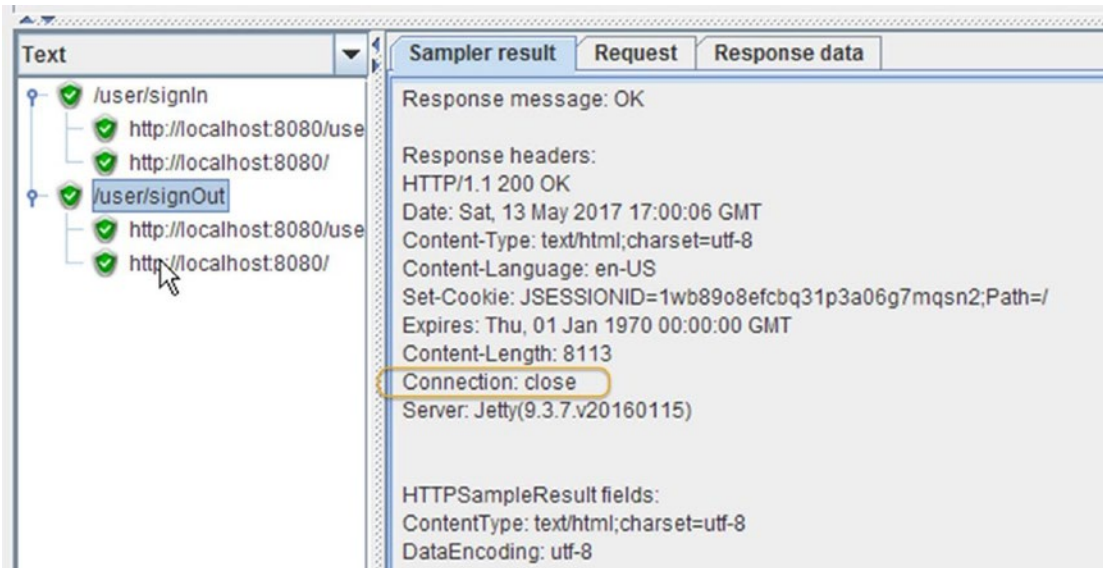 Text
/user/signIn
http://localhost:8080/use
http://localhost:8080/
/user/signOut
http://localhost:8080/use
http://localhost:8080/
Sampler result Request Response data
Response message: OK
Response headers:
HTTP/1.1 200 OK
Date: Sat, 13 May 2017 17:00:06 GMT
Content-Type: text/html;charset=utf-8
Content-Language: en-US
Set-Cookie: JSESSIONID=1wb89o8efcbq31p3a06g7mqsn2;Path=/
Expires: Thu, 01 Jan 1970 00:00:00 GMT
Content-Length: 8113
Connection: close
Server: Jetty(9.3.7.v20160115)
HTTPSampleResult fields:
ContentType: text/html;charset=utf-8
DataEncoding: utf-8